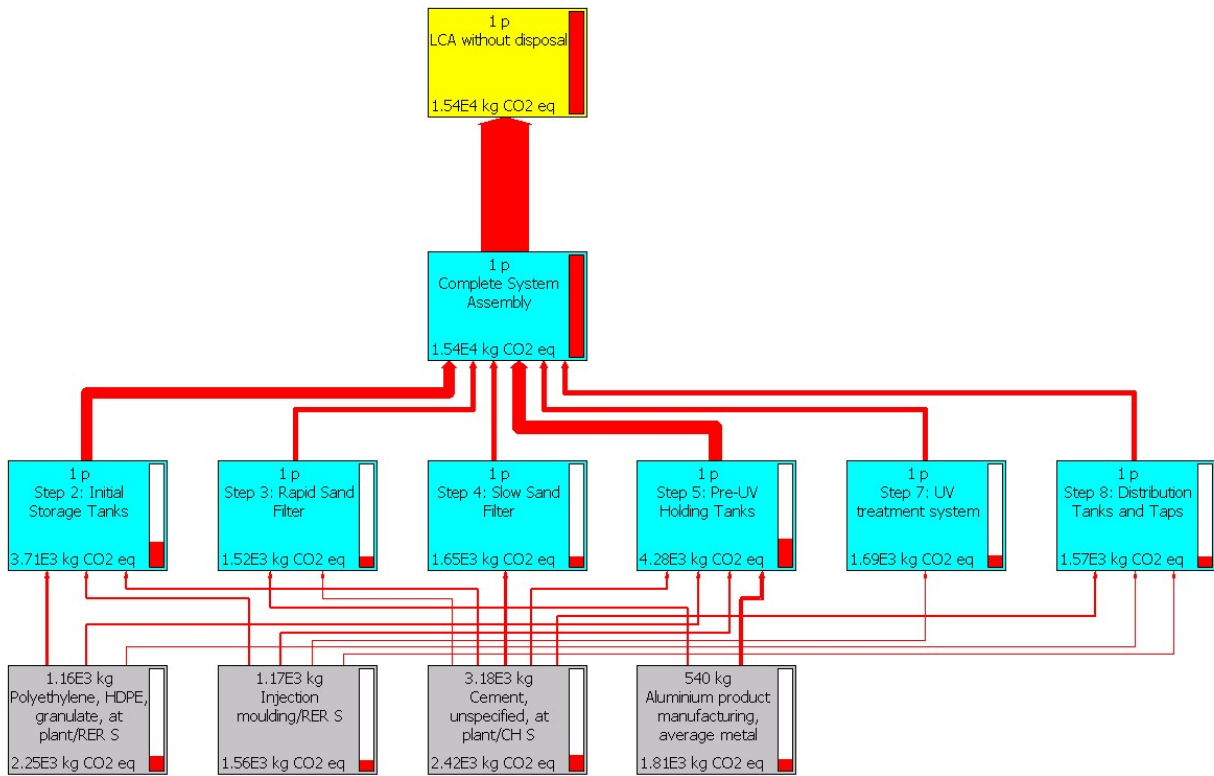 1 p
LCA without disposal
1.54E4 kg CO2 eq
1 p
Complete System
Assembly
1.54E4 kg CO2 eq
1 p
Step 2: Initial
Storage Tanks
3.71E3 kg CO2 eq
1 p
Step 3: Rapid Sand
Filter
1.52E3 kg CO2 eq
1 p
Step 4: Slow Sand
Filter
1.65E3 kg CO2 eq
1 p
Step 5: Pre-UV
Holding Tanks
4.28E3 kg CO2 eq
1 p
Step 7: UV
treatment system
1.69E3 kg CO2 eq
1 p
Step 8: Distribution
Tanks and Taps
1.57E3 kg CO2 eq
1.16E3 kg
Polyethylene, HDPE,
granulate, at
plant/RER S
2.25E3 kg CO2 eq
1.17E3 kg
Injection
moulding/RER S
1.56E3 kg CO2 eq
3.18E3 kg
Cement,
unspecified, at
plant/CH S
2.42E3 kg CO2 eq
540 kg
Aluminium product
manufacturing,
average metal
1.81E3 kg CO2 eq